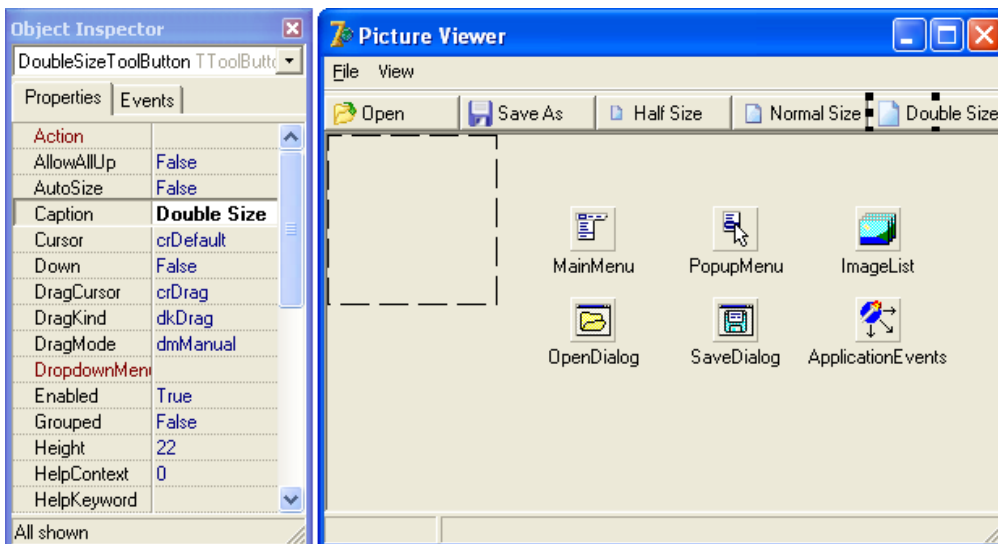 Object Inspector
DoubleSizeToolButton TToolButt
Properties Events
Action
AllowAllUp False
AutoSize False
Caption Double Size
Cursor crDefault
Down False
DragCursor crDrag
DragKind dkDrag
DragMode dmManual
DropdownMen
Enabled True
Grouped False
Height 22
HelpContext 0
HelpKeyword
All shown
Picture Viewer
File View
Open Save As Half Size Normal Size Double Size
MainMenu PopupMenu ImageList
OpenDialog SaveDialog ApplicationEvents